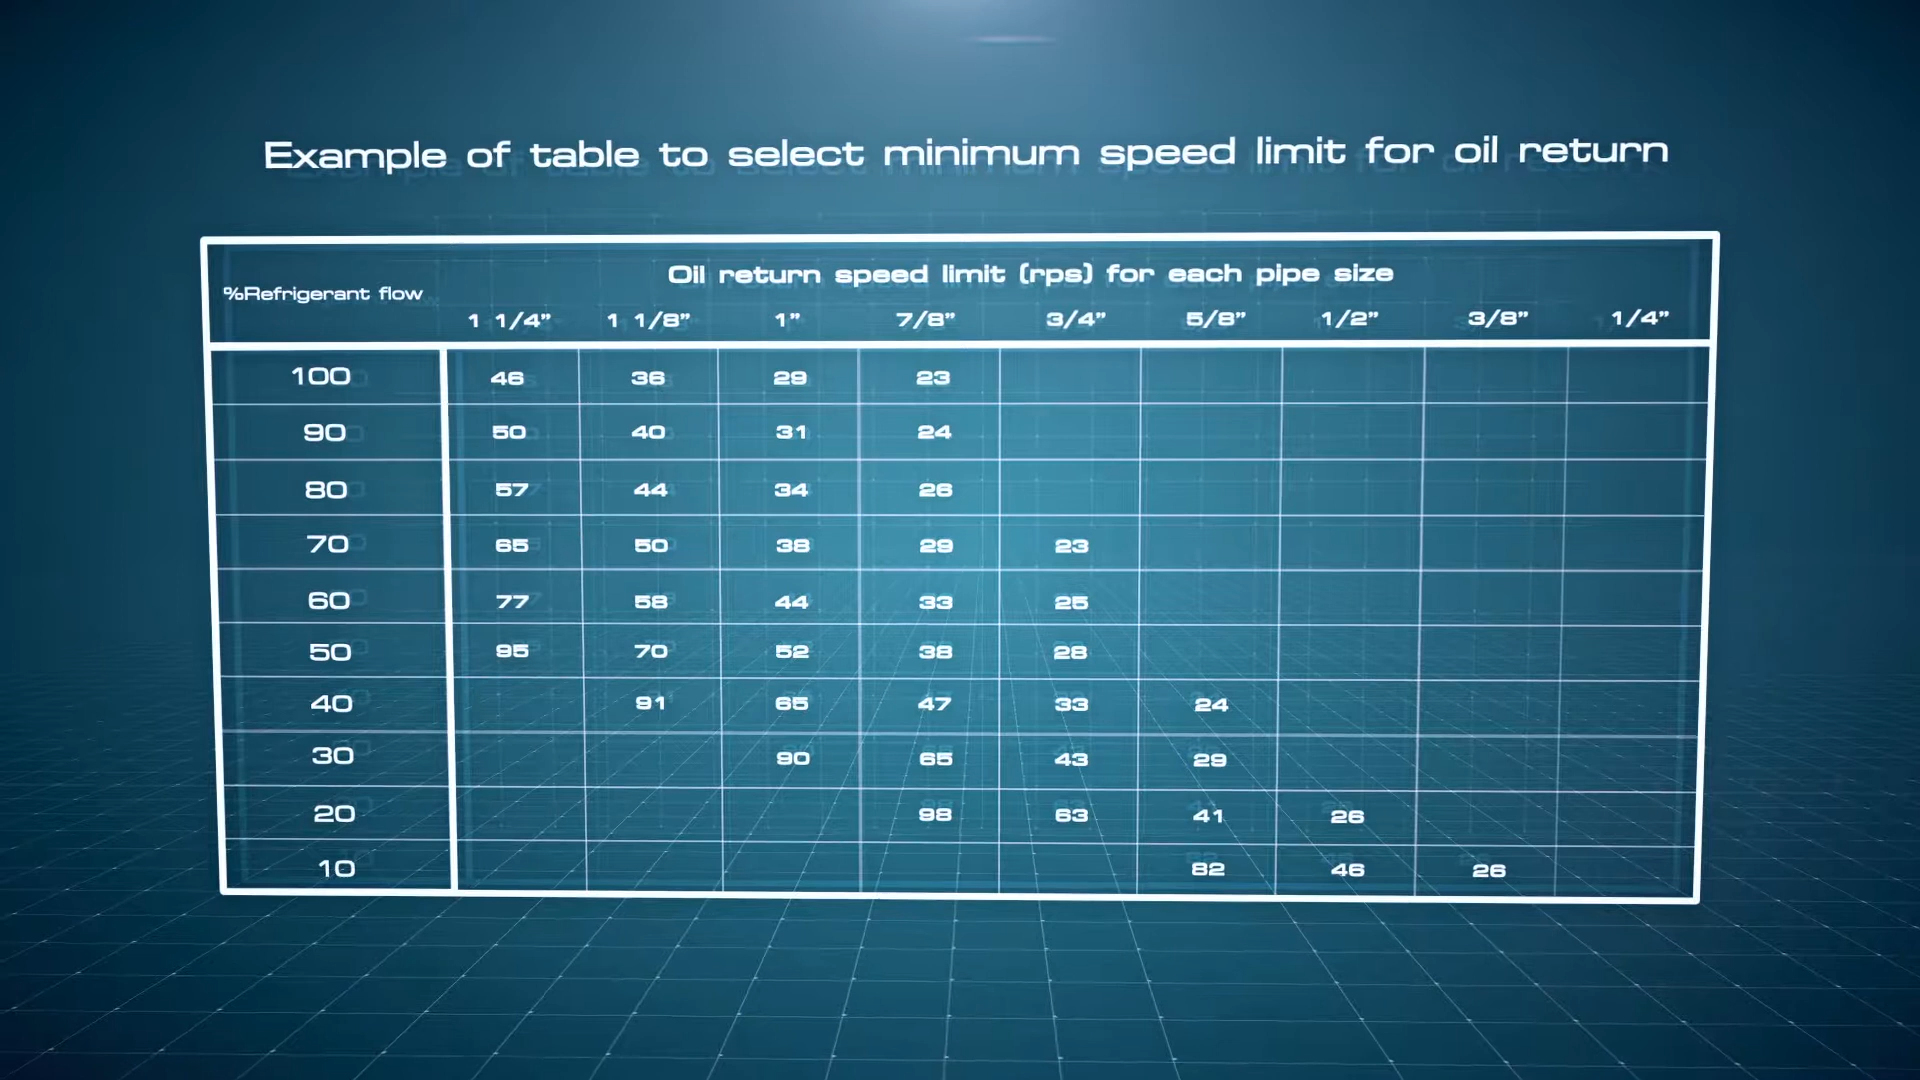 Example of table to select minimum speed limit for oil return
%Refrigerant flow
Oil return speed limit (rps) for each pipe size
1 1/4” 1 1/8” 1” 7/8” 3/4” 5/8” 1/2” 3/8” 1/4”
100 46 36 29 23
90 50 40 31 24
80 57 44 34 26
70 65 50 38 29 23
60 77 58 44 33 25
50 95 70 52 38 28
40 91 65 47 33 24
30 90 65 43 29
20 98 63 41 26
10 82 46 26